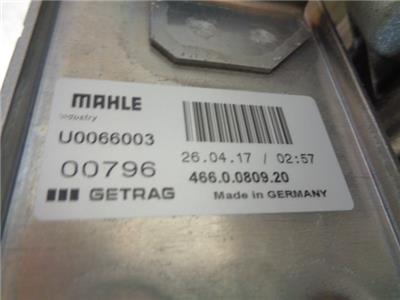 MAHLE
Industry
U0066003
00796
26.04.17 / 02:57
GETRAG
466.0.0809.20
Made in GERMANY